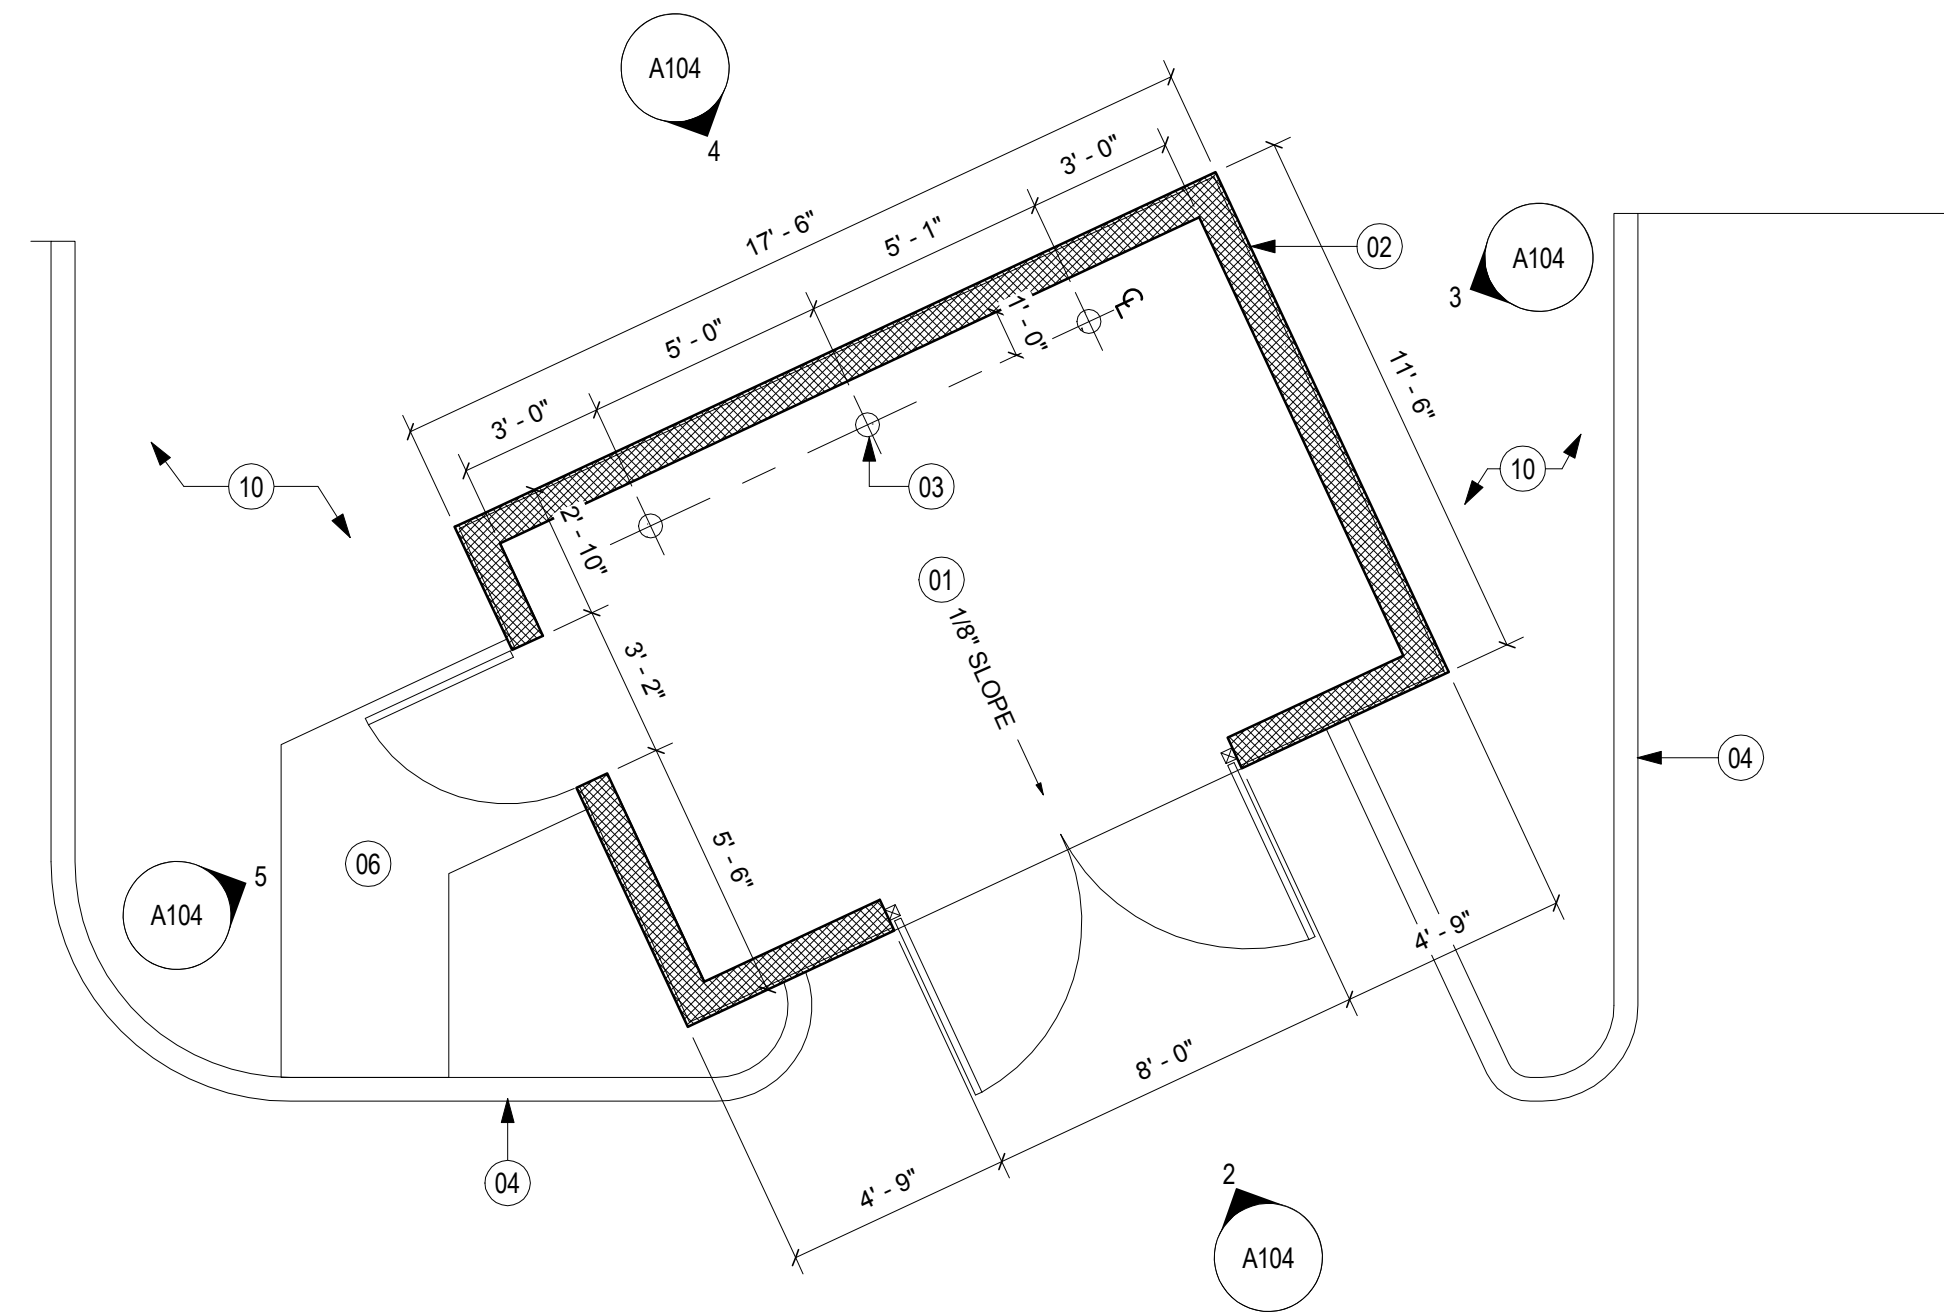 A104
4
17' - 6"
3' - 0"
5' - 1"
5' - 0"
3' - 0"
02
A104
3
CL
1' - 0"
11' - 6"
10
03
10
2' - 10"
01
1/8" SLOPE
3' - 2"
04
06
5' - 6"
A104
5
4' - 9"
8' - 0"
04
4' - 9"
2
A104